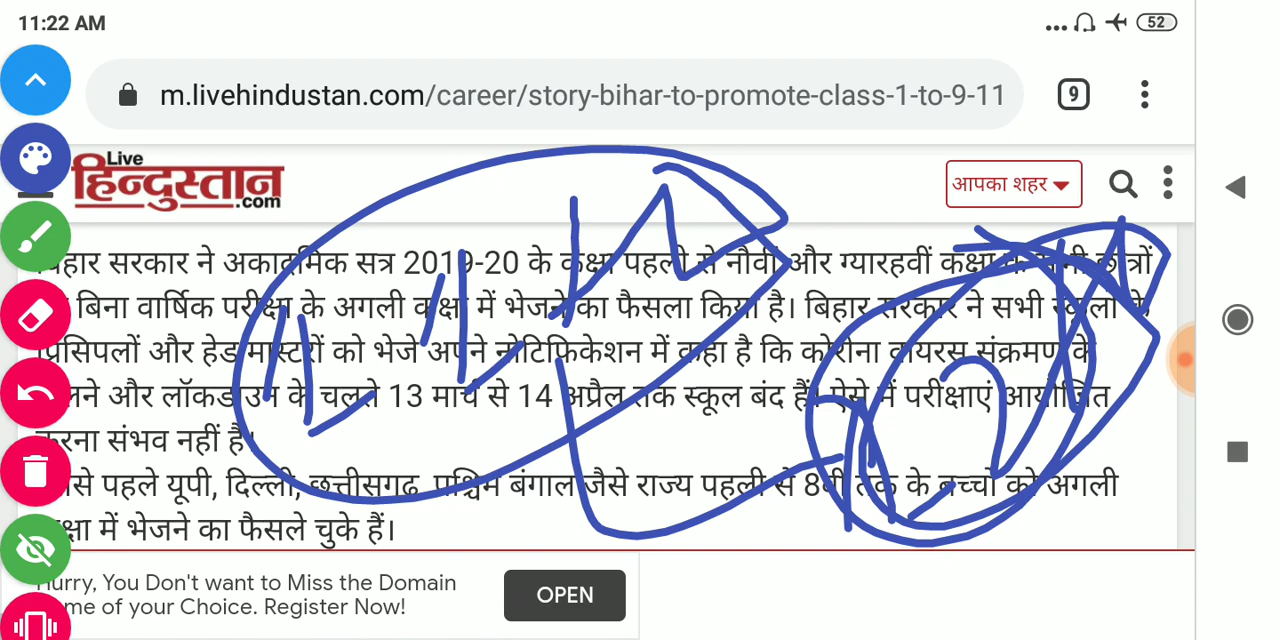 11:22 AM
52
m.livehindustan.com/career/story-bihar-to-promote-class-1-to-9-11
9
Live
हिन्दुस्तान
.com
आपका शहर
बिहार सरकार ने अकादमिक सत्र 2019-20 के कक्षा पहली से नौवीं और ग्यारहवीं कक्षा के सभी छात्रों
बिना वार्षिक परीक्षा के अगली कक्षा में भेजने का फैसला किया है। बिहार सरकार ने सभी स्कूलों के
प्रिंसिपलों और हेड मास्टरों को भेजे अपने नोटिफिकेशन में कहा है कि कोरोना वायरस संक्रमण के
और लॉकडाउन के चलते 13 मार्च से 14 अप्रैल तक स्कूल बंद हैं। ऐसे में परीक्षाएं आयोजित
करना संभव नहीं है।
पहले यूपी, दिल्ली, छत्तीसगढ़, पश्चिम बंगाल जैसे राज्य पहली से 8वीं तक के बच्चों को अगली
कक्षा में भेजने का फैसले चुके हैं।
Hurry, You Don't want to Miss the Domain
of your Choice. Register Now!
OPEN